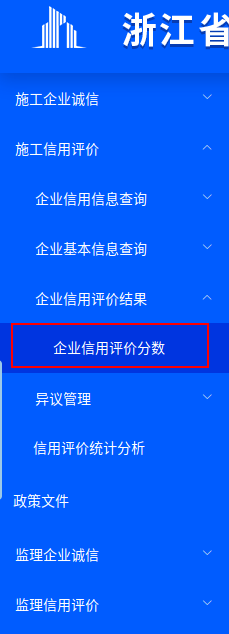 浙江省
施工企业诚信
施工信用评价
企业信用信息查询
企业基本信息查询
企业信用评价结果
企业信用评价分数
异议管理
信用评价统计分析
政策文件
监理企业诚信
监理信用评价